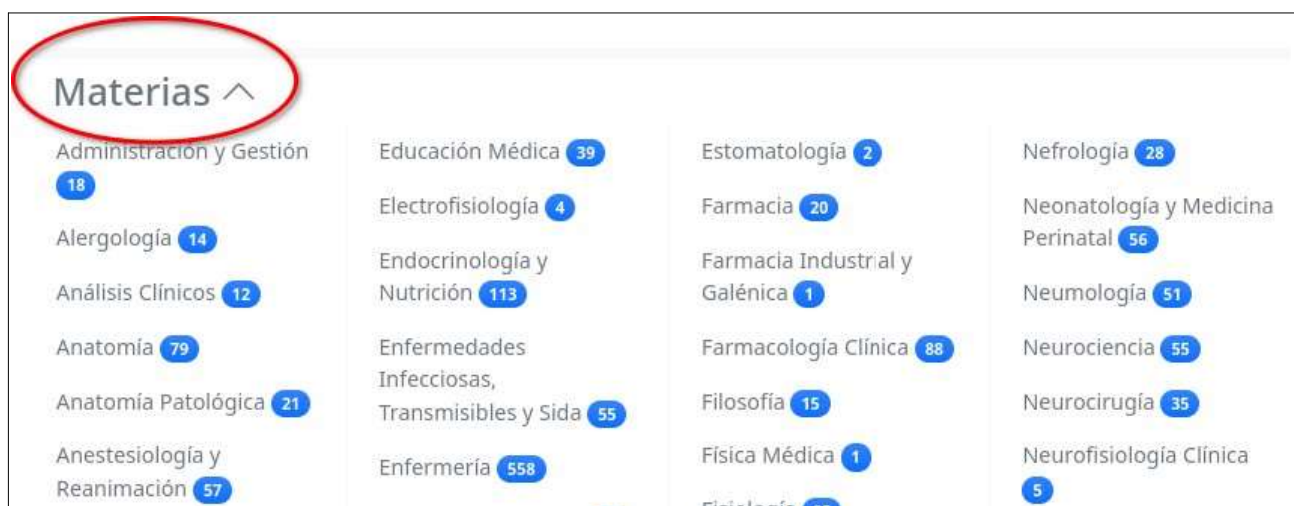 Materias
Administración y Gestión
18
Alergología 14
Análisis Clínicos 12
Anatomía 79
Anatomía Patológica 21
Anestesiología y
Reanimación 57
Educación Médica 39
Electrofisiología 4
Endocrinología y
Nutrición 113
Enfermedades
Infecciosas,
Transmisibles y Sida 55
Enfermería 558
Estomatología 2
Farmacia 20
Farmacia Industrial y
Galénica 1
Farmacología Clínica 88
Filosofía 15
Física Médica 1
Nefrología 28
Neonatología y Medicina
Perinatal 56
Neumología 51
Neurociencia 55
Neurocirugía 35
Neurofisiología Clínica
5